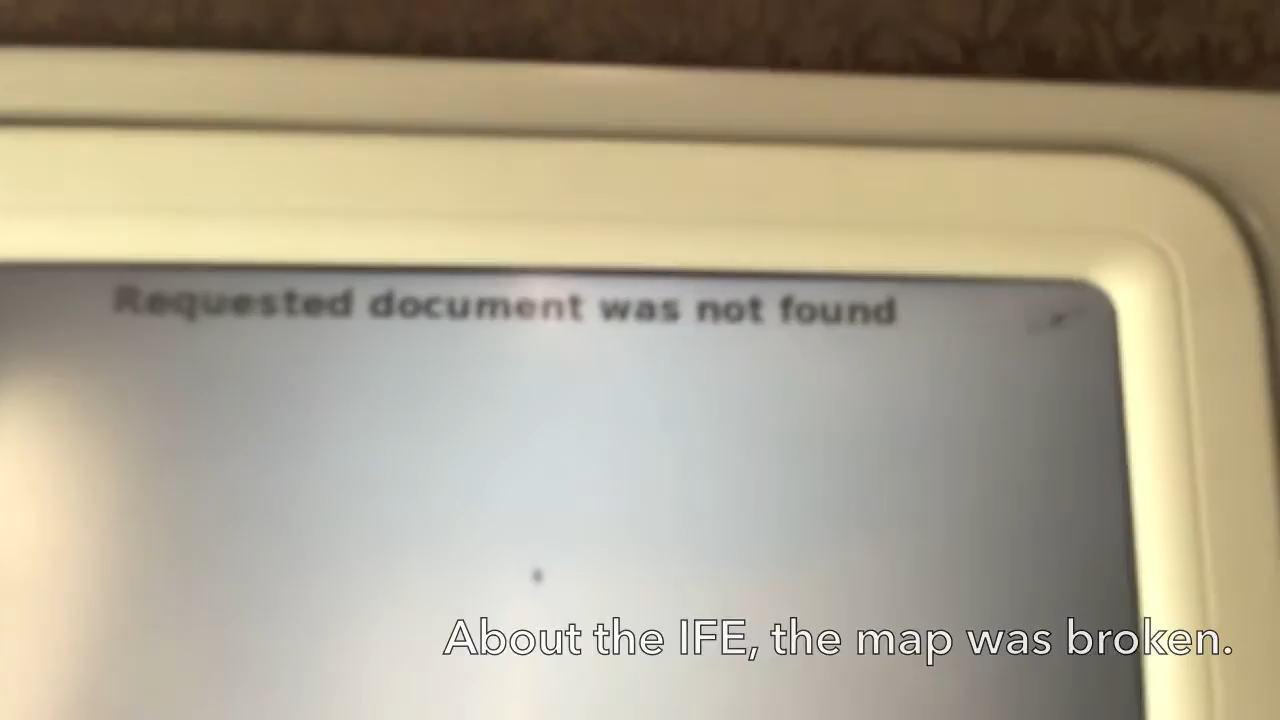 Requested document was not found
About the IFE, the map was broken.